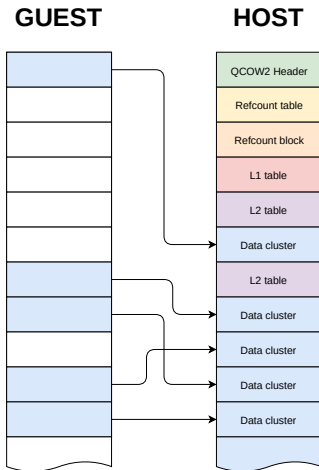 GUEST
HOST
QCOW2 Header
Refcount table
Refcount block
L1 table
L2 table
Data cluster
L2 table
Data cluster
Data cluster
Data cluster
Data cluster